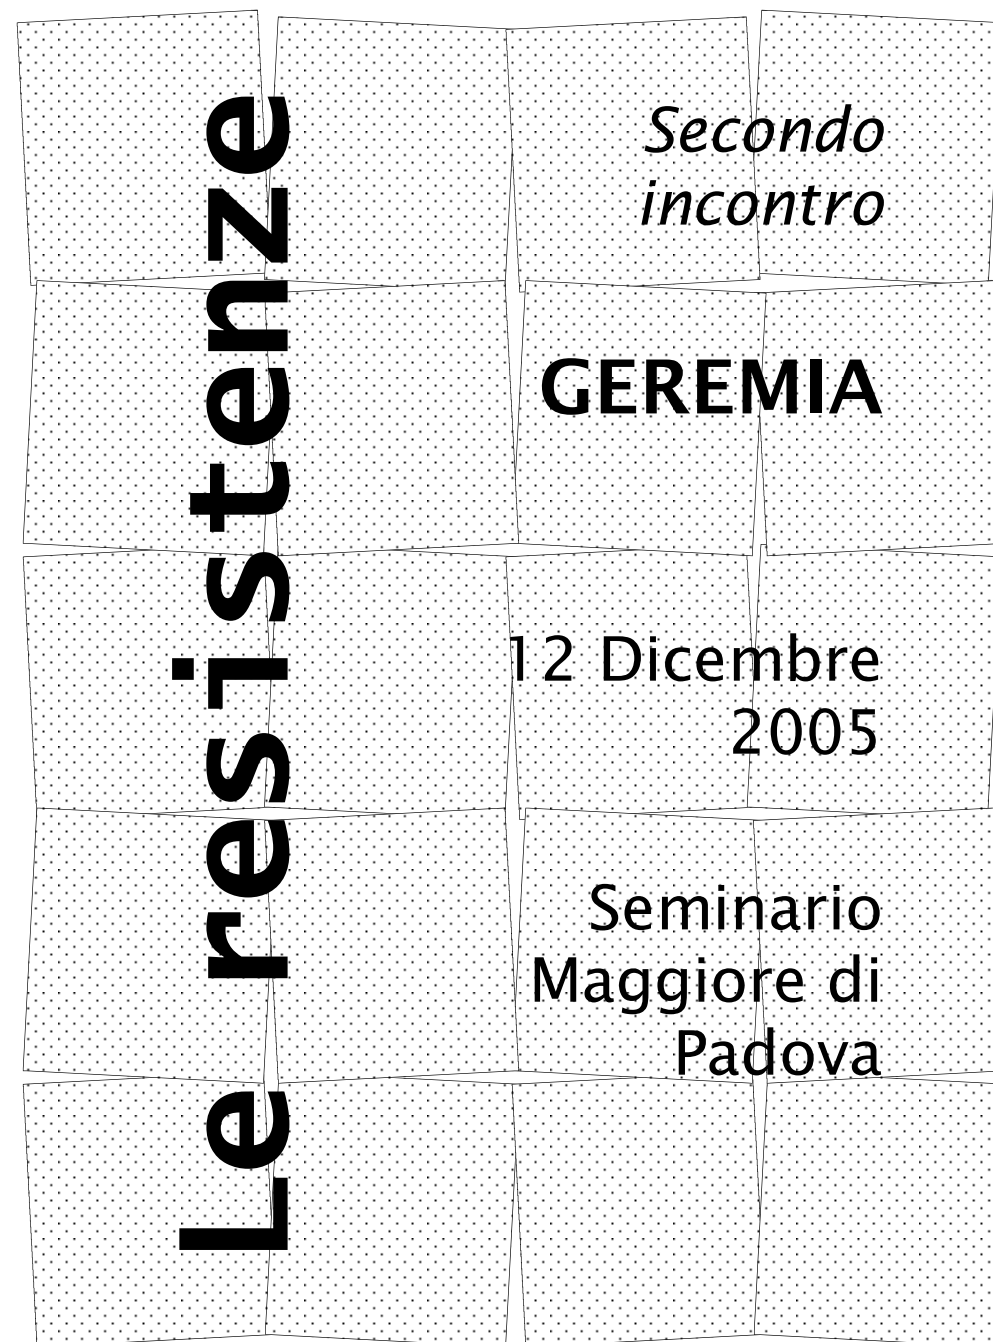 Le resistenze
Secondo
incontro
GEREMIA
12 Dicembre
2005
Seminario
Maggiore di
Padova